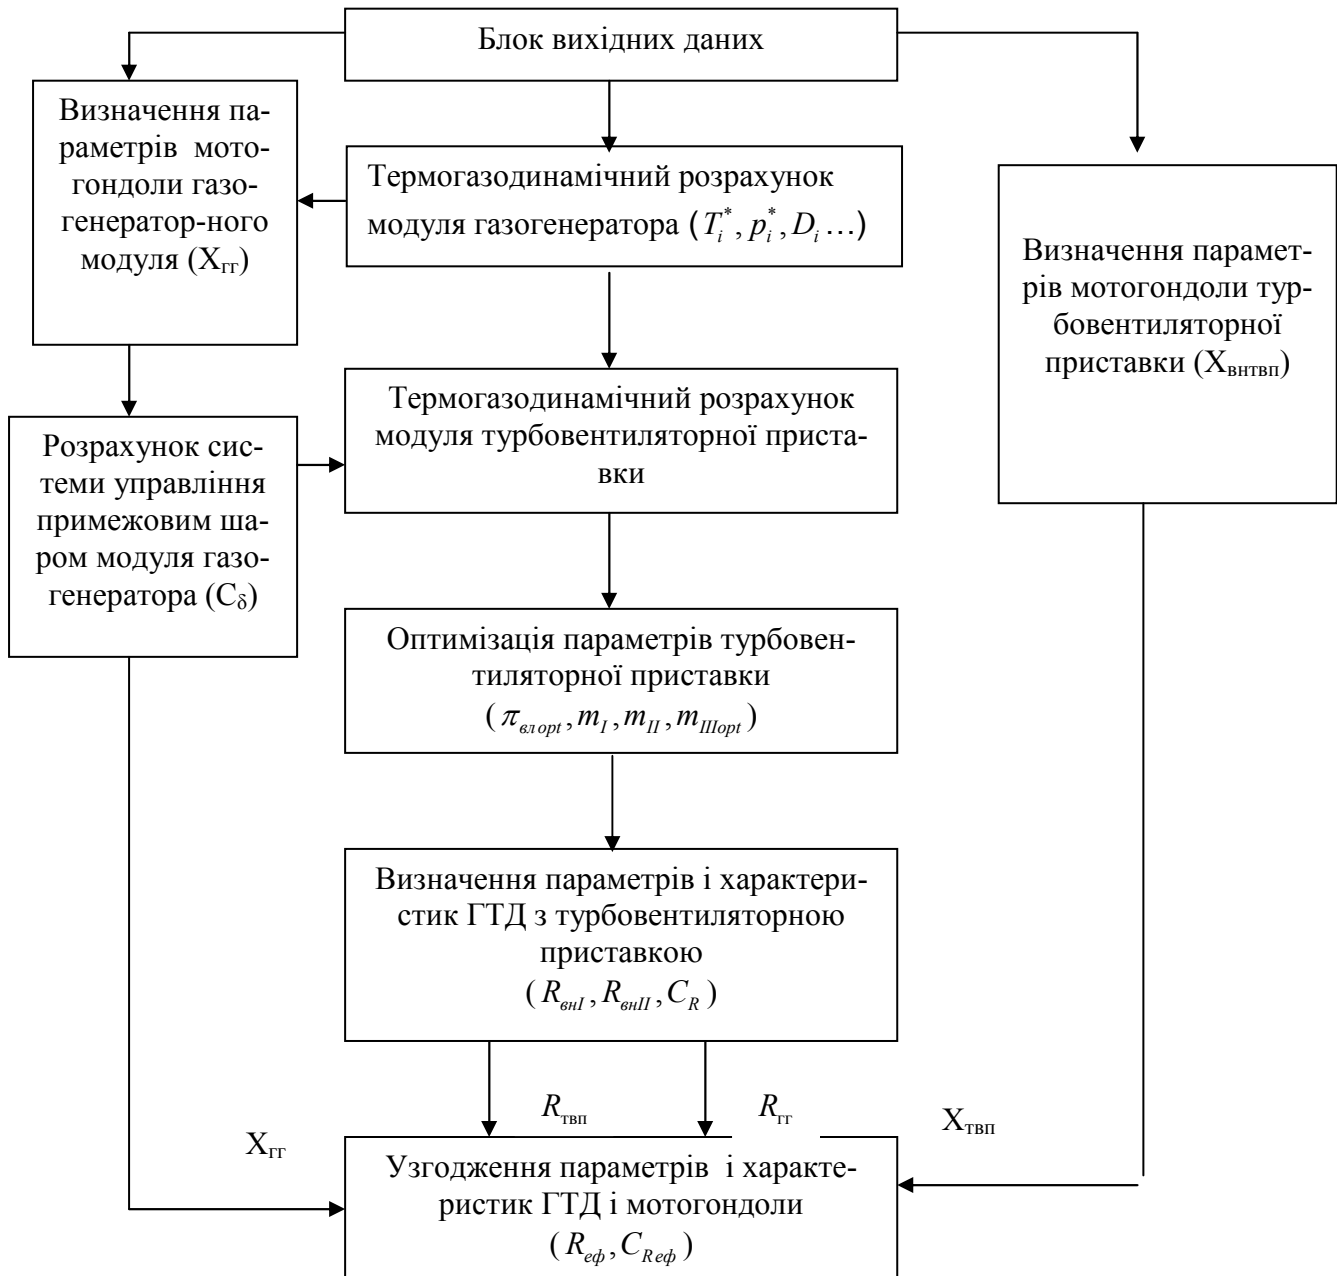 Блок вихідних даних
Визначення па-
раметрів мото-
гондоли газо-
генератор-ного
модуля (Xгг)
Термогазодинамічний розрахунок
модуля газогенератора (T*i, p*i, Di ...)
Визначення парамет-
рів мотогондоли тур-
бовентиляторної
приставки (Xвнтвп)
Термогазодинамічний розрахунок
модуля турбовентиляторної приста-
вки
Розрахунок сис-
теми управління
примежовим ша-
ром модуля газо-
генератора (Cδ)
Оптимізація параметрів турбовен-
тиляторної приставки
(πвл opt, mI, mII, mIIIopt)
Визначення параметрів і характери-
стик ГТД з турбовентиляторною
приставкою
(RвнI, RвнII, CR)
Rтвп
Rгг
Xтвп
Xгг
Узгодження параметрів і характе-
ристик ГТД і мотогондоли
(Rеф, CRеф)